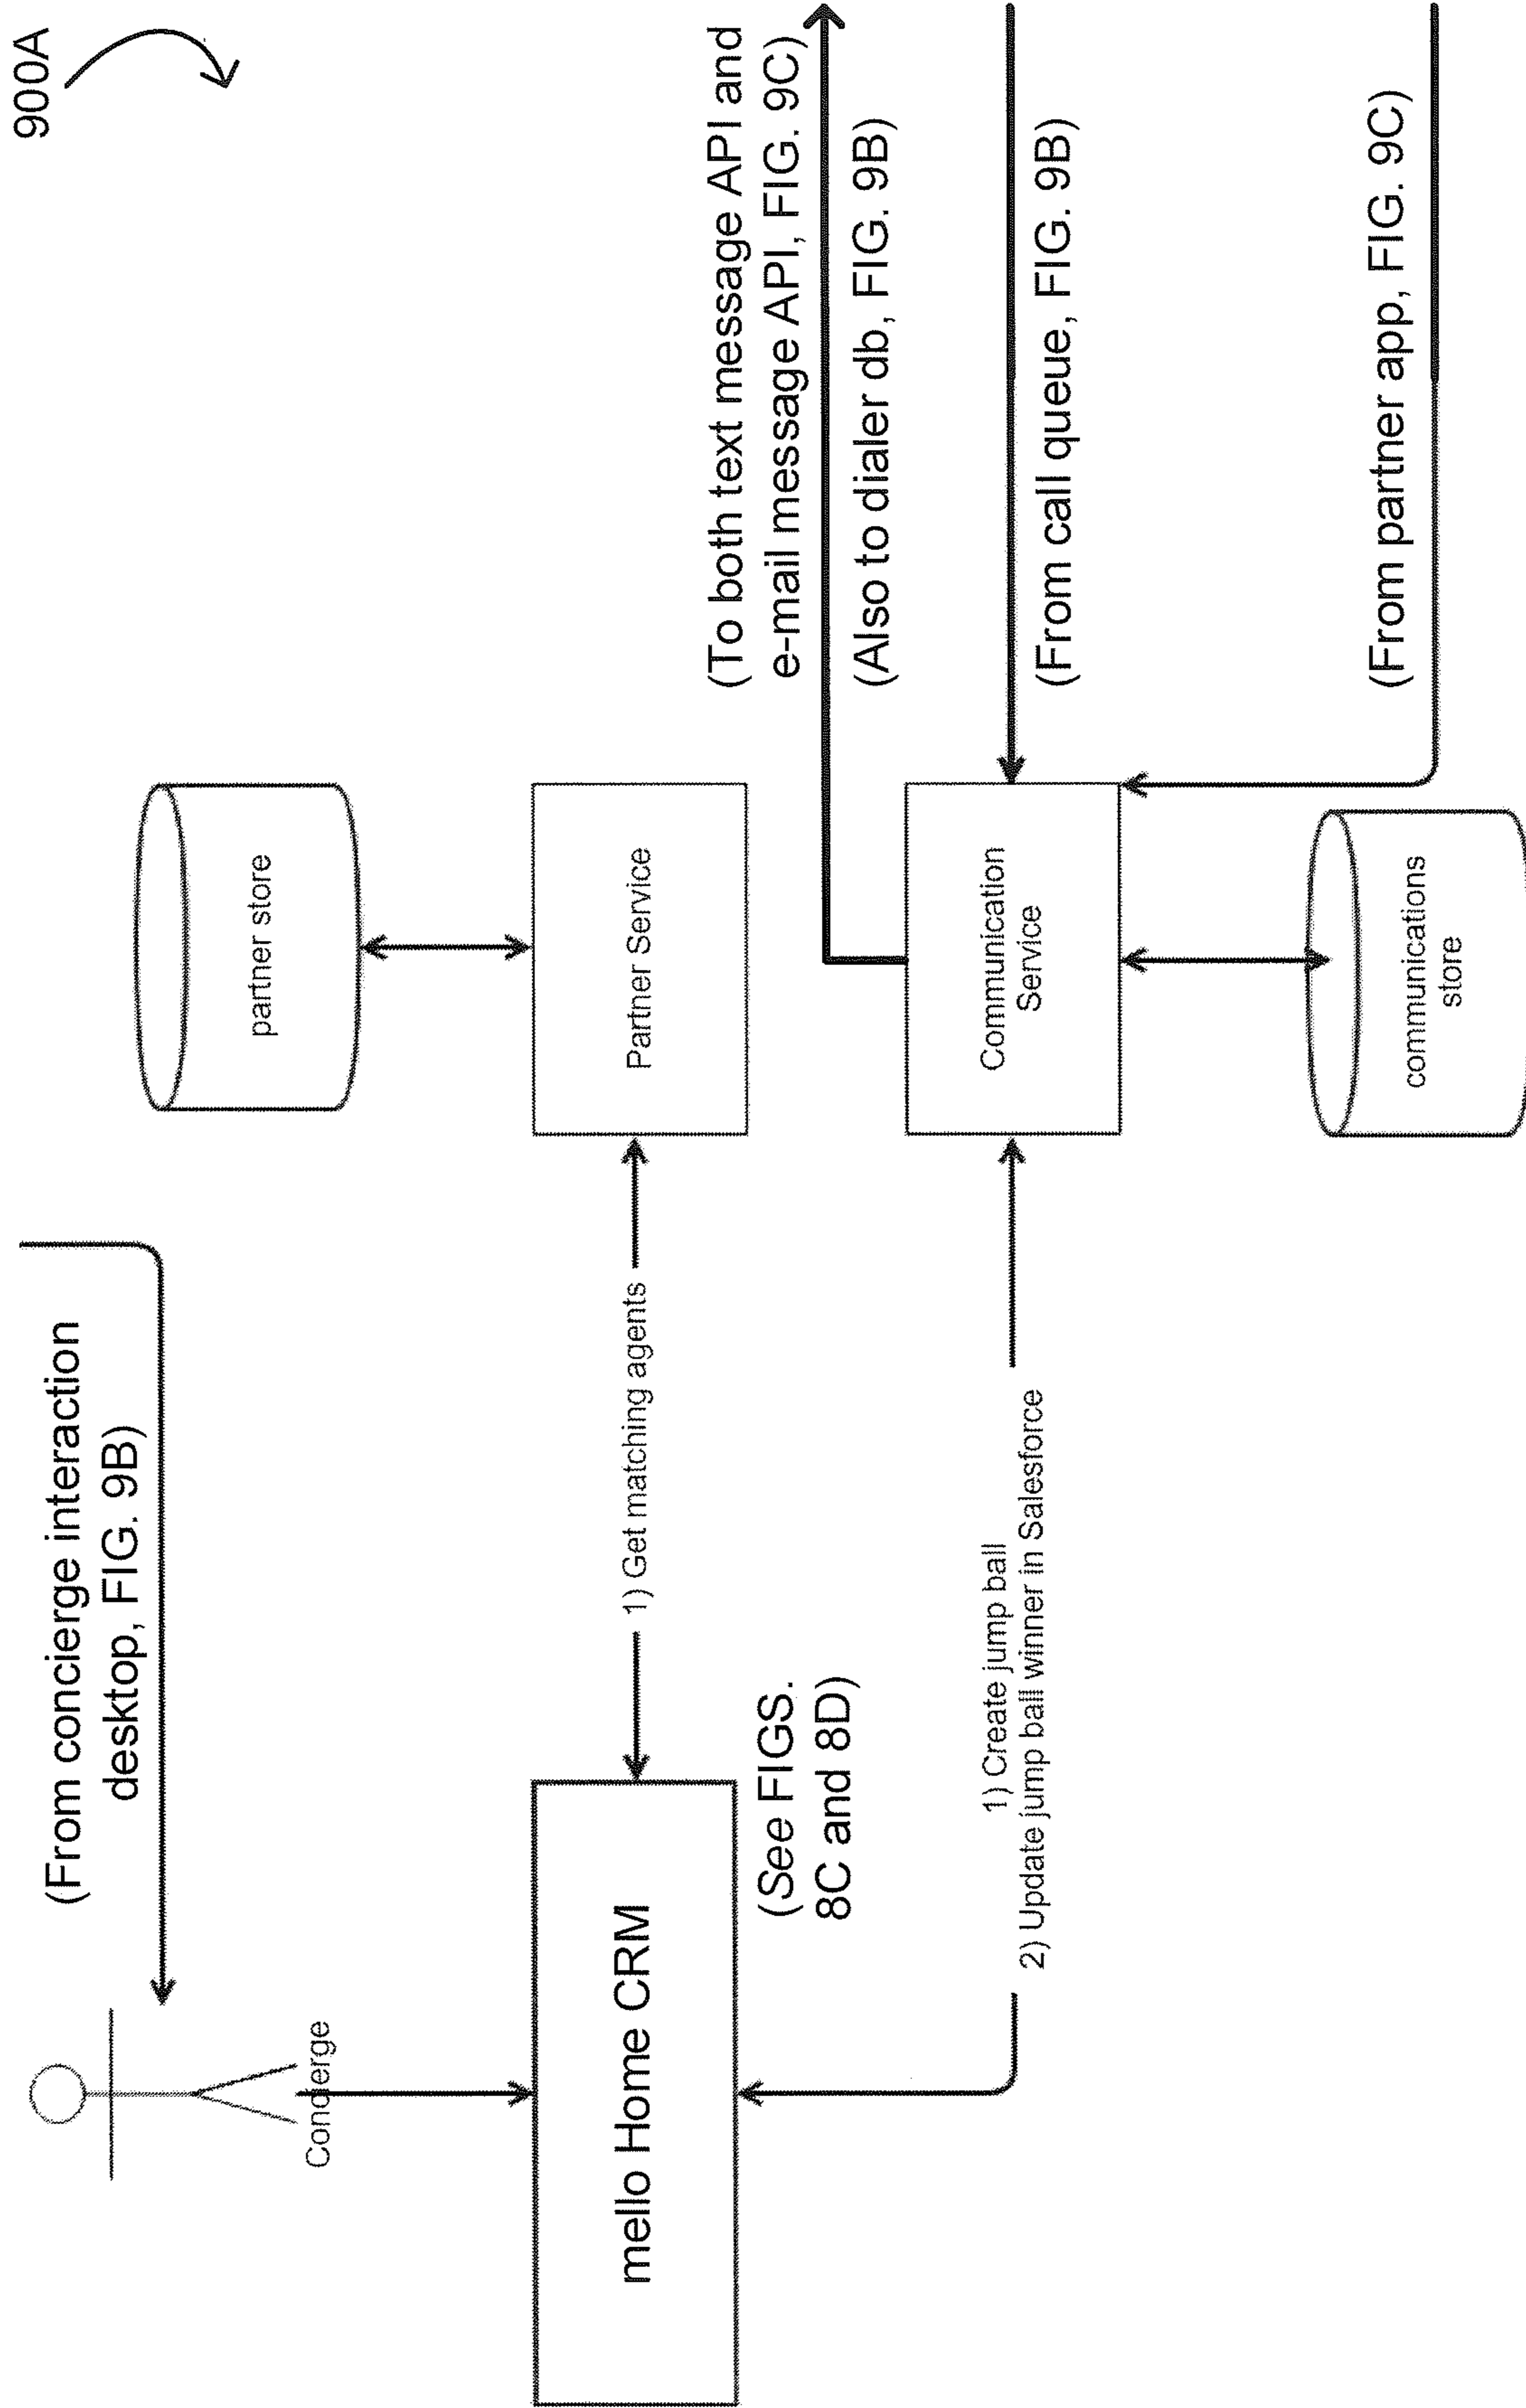 900A
(From concierge interaction
desktop, FIG. 9B)
Concierge
partner store
mello Home CRM
1) Get matching agents
Partner Service
(To both text message API and
e-mail message API, FIG. 9C)
(See FIGS.
8C and 8D)
(Also to dialer db, FIG. 9B)
1) Create jump ball
2) Update jump ball winner in Salesforce
Communication
Service
(From call queue, FIG. 9B)
(From partner app, FIG. 9C)
communications
store